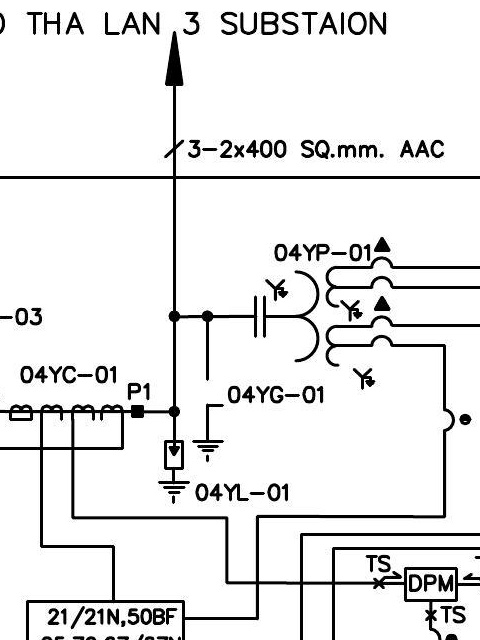 THA LAN 3 SUBSTAION
3-2x400 SQ.mm. AAC
04YP-01
-03
04YC-01
P1
04YG-01
04YL-01
TS
DPM
21/21N,50BF
TS